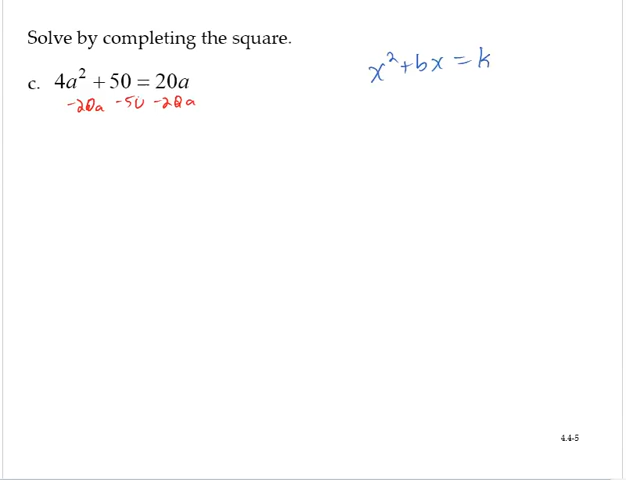 Solve by completing the square.
x² + bx = k
c. 4a² + 50 = 20a
-20a -50 -20a
4.4-5